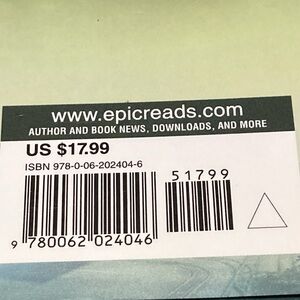 www.epicreads.com
AUTHOR AND BOOK NEWS, DOWNLOADS, AND MORE
US $17.99
ISBN 978-0-06-202404-6
51799
9 780062 024046